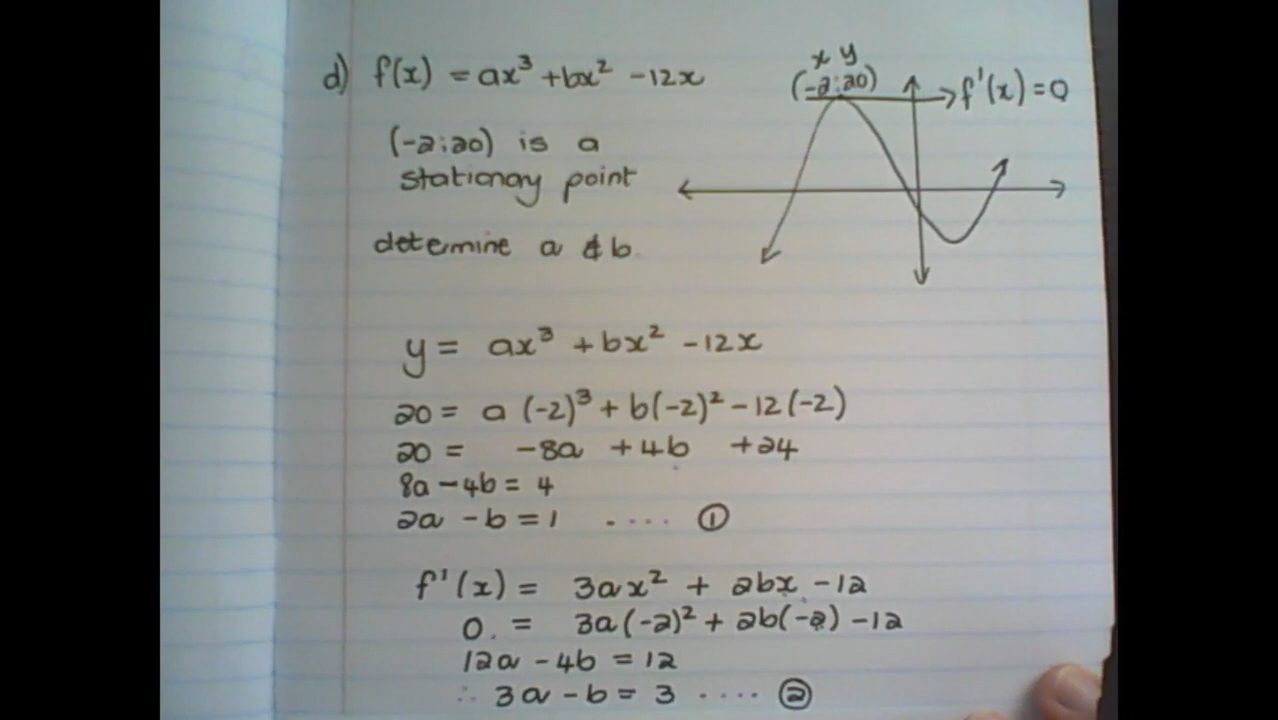 d) f(x) = ax³ + bx² - 12x
x y
(-2;20)
f'(x) = 0
(-2;20) is a
stationay point
determine a & b.
y = ax³ + bx² - 12x
20 = a(-2)³ + b(-2)² - 12(-2)
20 = -8a + 4b + 24
8a - 4b = 4
2a - b = 1 .... ①
f'(x) = 3ax² + 2bx - 12
0. = 3a(-2)² + 2b(-2) - 12
12a - 4b = 12
∴ 3a - b = 3 .... ②